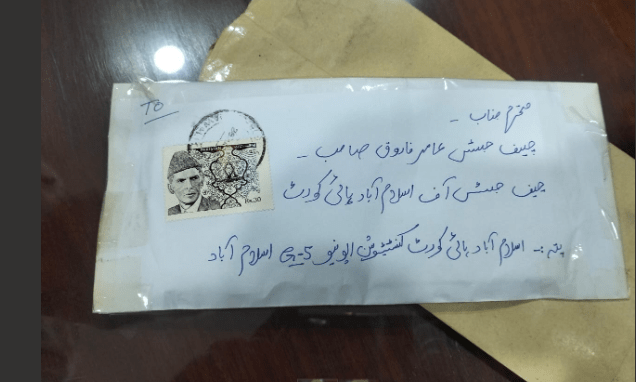 TO
محترم جناب -
چیف جسٹس عامر فاروق صاحب -
چیف جسٹس آف اسلام آباد ہائی کورٹ
Rs.30
پتہ :- اسلام آباد ہائی کورٹ کنسٹیٹیوشن ایونیو G-5 اسلام آباد